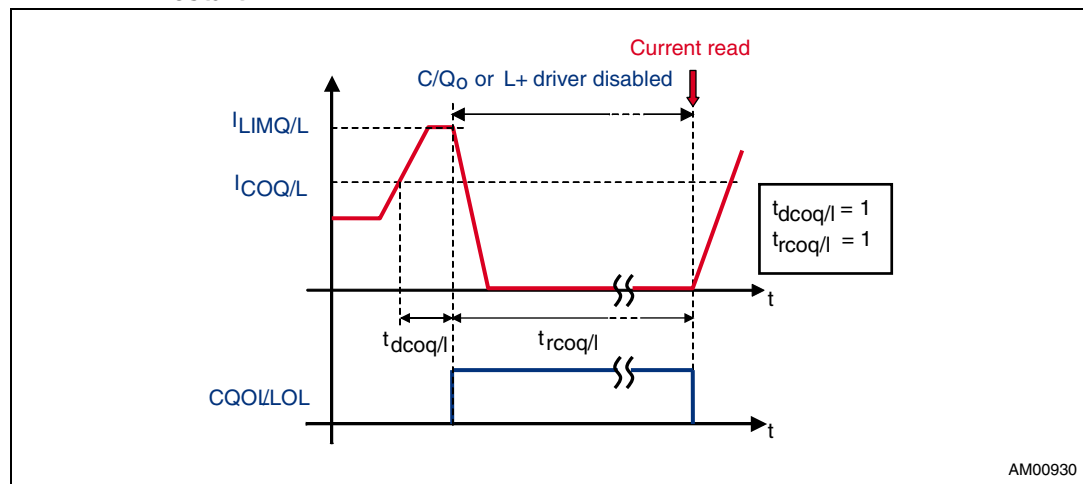 Current read
C/Qo or L+ driver disabled
ILIMQ/L
ICOQ/L
tdcoq/l = 1
trcoq/l = 1
t
tdcoq/l
trcoq/l
CQOL/LOL
t
AM00930